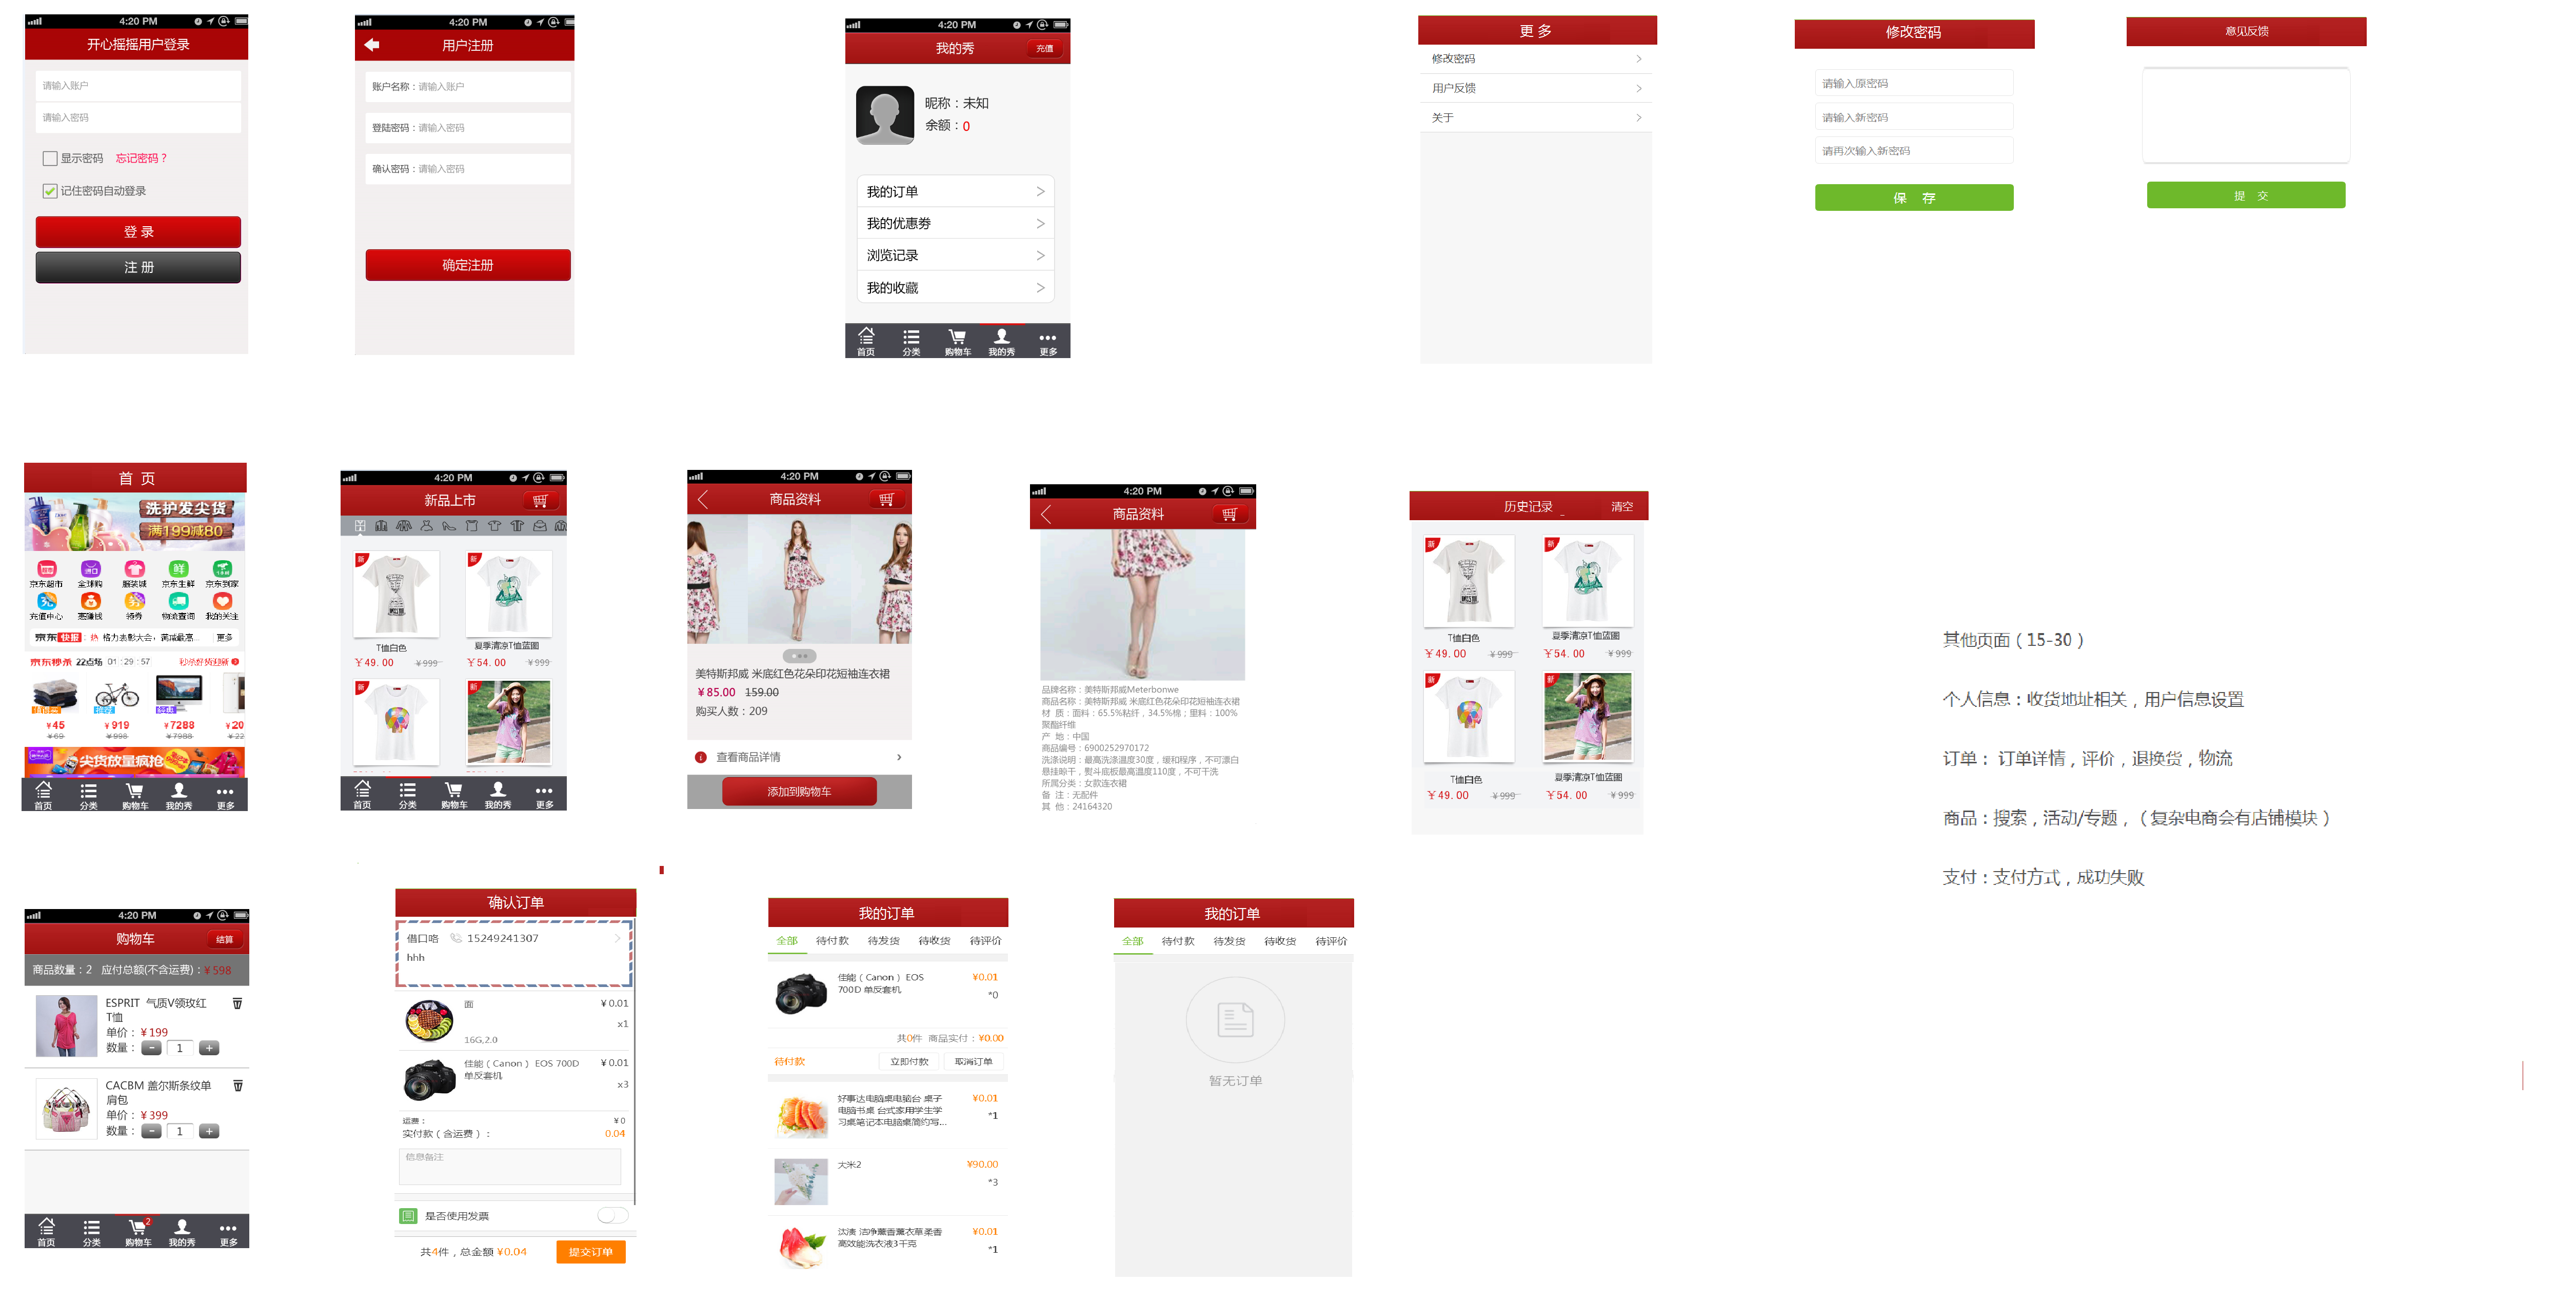 4:20 PM
开心摇摇用户登录
请输入账户
请输入密码
显示密码 忘记密码？
记住密码自动登录
登 录
注 册
4:20 PM
用户注册
账户名称：请输入账户
登陆密码：请输入密码
确认密码：请输入密码
确定注册
4:20 PM
我的秀 充值
昵称：未知
余额：0
我的订单
我的优惠券
浏览记录
我的收藏
首页 分类 购物车 我的秀 更多
更 多
修改密码
用户反馈
关于
修改密码
请输入原密码
请输入新密码
请再次输入新密码
保 存
意见反馈
提 交
首 页
洗护发尖货
满199减80
京东超市 全球购 服装城 京东生鲜 京东到家
充值中心 惠赚钱 领券 物流查询 我的关注
京东快报 热 格力去彰大会，满减最高... 更多
京东秒杀 22点场 01:29:57 秒杀好货迎新
¥45 ¥919 ¥7288 ¥20
¥69 ¥998 ¥7988 ¥22
尖货放量疯抢
首页 分类 购物车 我的秀 更多
4:20 PM
新品上市
新 新
T恤白色 夏季清凉T恤蓝圈
￥49.00 ￥999 ￥54.00 ￥999
新 新
首页 分类 购物车 我的秀 更多
4:20 PM
商品资料
美特斯邦威 米底红色花朵印花短袖连衣裙
￥85.00 159.00
购买人数：209
查看商品详情
添加到购物车
4:20 PM
商品资料
品牌名称：美特斯邦威Meterbonwe
商品名称：美特斯邦威 米底红色花朵印花短袖连衣裙
材 质：面料：65.5%粘纤，34.5%棉；里料：100%
聚酯纤维
产 地：中国
商品编号：6900252970172
洗涤说明：最高洗涤温度30度，缓和程序，不可漂白
悬挂晾干，熨斗底板最高温度110度，不可干洗
所属分类：女款连衣裙
备 注：无配件
其 他：24164320
历史记录 _ 清空
新 新
T恤白色 夏季清凉T恤蓝圈
￥49.00 ￥999 ￥54.00 ￥999
新 新
T恤白色 夏季清凉T恤蓝圈
￥49.00 ￥999 ￥54.00 ￥999
其他页面（15-30）
个人信息：收货地址相关，用户信息设置
订单： 订单详情，评价，退换货，物流
商品：搜索，活动/专题，（复杂电商会有店铺模块）
支付：支付方式，成功失败
4:20 PM
购物车 结算
商品数量：2 应付总额(不含运费)：￥598
ESPRIT 气质V领玫红
T恤
单价：￥199
数量： - 1 +
CACBM 盖尔斯条纹单
肩包
单价：￥399
数量： - 1 +
2
首页 分类 购物车 我的秀 更多
确认订单
借口咯 15249241307
hhh
面 ￥0.01
x1
16G,2.0
佳能（Canon） EOS 700D ￥0.01
单反套机
x3
运费： ￥0
实付款（含运费）： 0.04
信息备注
是否使用发票
共4件，总金额 ¥0.04 提交订单
我的订单
全部 待付款 待发货 待收货 待评价
佳能（Canon） EOS ¥0.01
700D 单反套机
*0
共0件 商品实付：¥0.00
待付款 立即付款 取消订单
好事达电脑桌电脑台 桌子 ¥0.01
电脑书桌 台式家用学生学 *1
习桌笔记本电脑桌简约写...
大米2 ¥90.00
*3
汰渍 洁净薰香薰衣草柔香 ¥0.01
高效能洗衣液3千克
*1
我的订单
全部 待付款 待发货 待收货 待评价
暂无订单